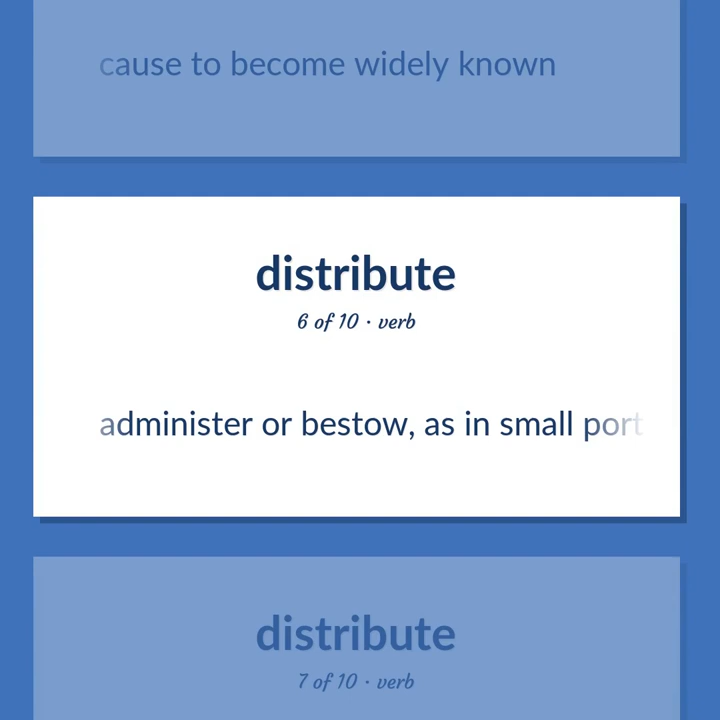 cause to become widely known
distribute
6 of 10 · verb
administer or bestow, as in small port
distribute
7 of 10 · verb